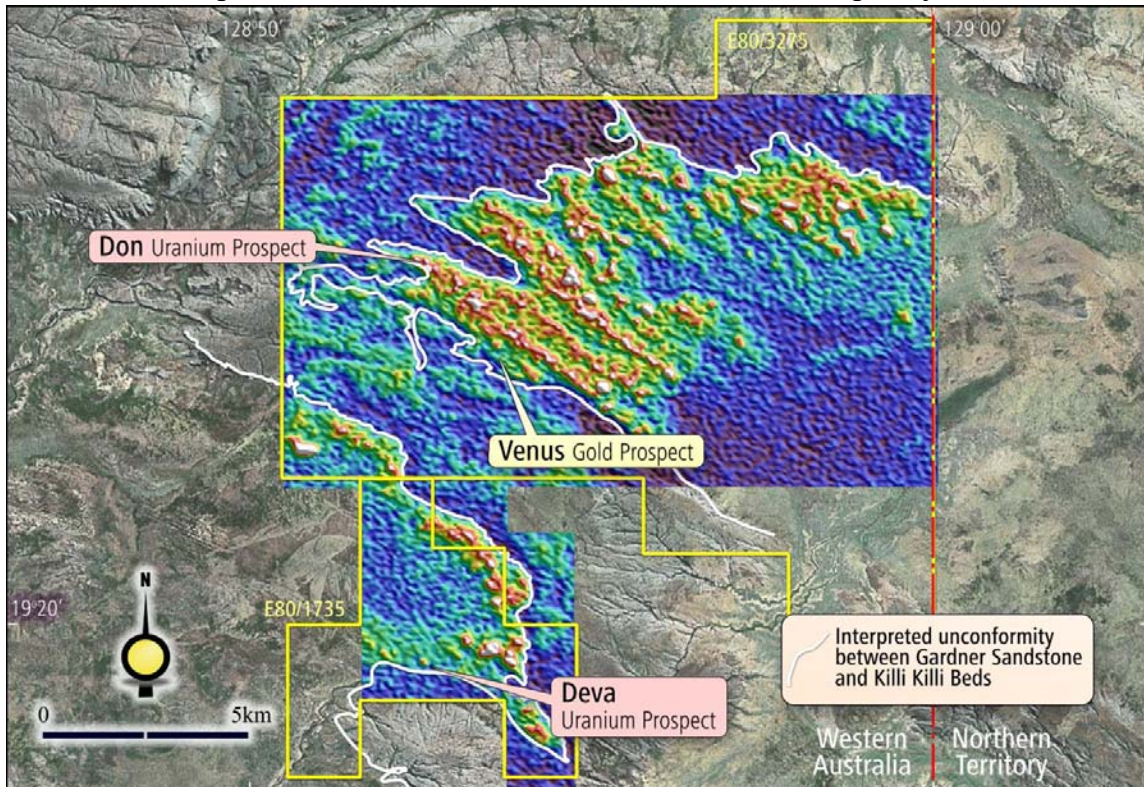 128°50'
E80/3275
129°00'
Don Uranium Prospect
Venus Gold Prospect
N
19°20'
E80/1735
0
5km
Deva
Uranium Prospect
Interpreted unconformity
between Gardner Sandstone
and Killi Killi Beds
Western
Australia
Northern
Territory